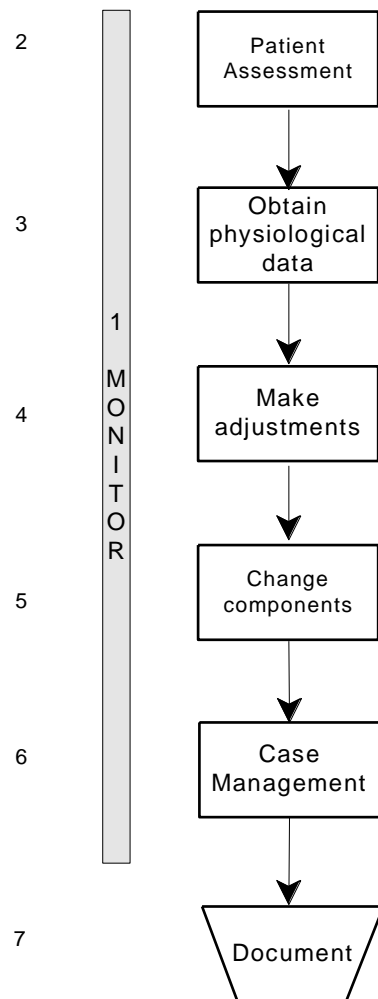 2
Patient
Assessment
3
Obtain
physiological
data
1
M
O
N
I
T
O
R
4
Make
adjustments
5
Change
components
6
Case
Management
7
Document